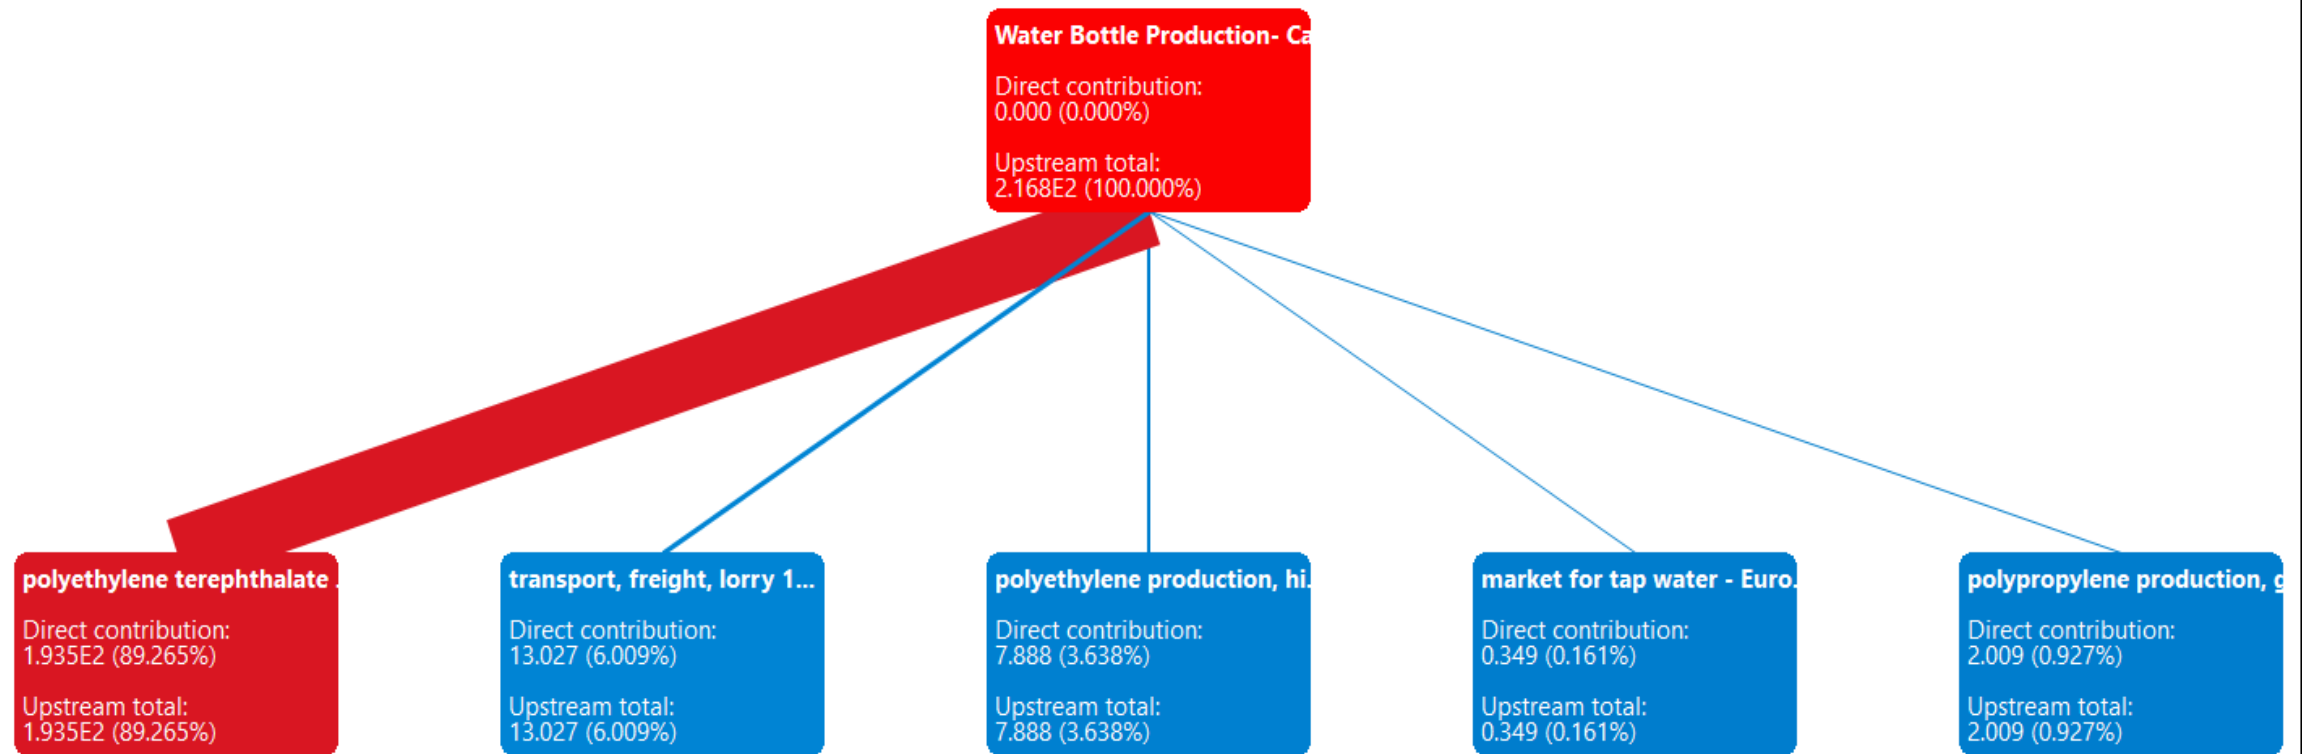 Water Bottle Production- Ca
Direct contribution:
0.000 (0.000%)
Upstream total:
2.168E2 (100.000%)
polyethylene terephthalate .
Direct contribution:
1.935E2 (89.265%)
Upstream total:
1.935E2 (89.265%)
transport, freight, lorry 1...
Direct contribution:
13.027 (6.009%)
Upstream total:
13.027 (6.009%)
polyethylene production, hi.
Direct contribution:
7.888 (3.638%)
Upstream total:
7.888 (3.638%)
market for tap water - Euro.
Direct contribution:
0.349 (0.161%)
Upstream total:
0.349 (0.161%)
polypropylene production, g
Direct contribution:
2.009 (0.927%)
Upstream total:
2.009 (0.927%)